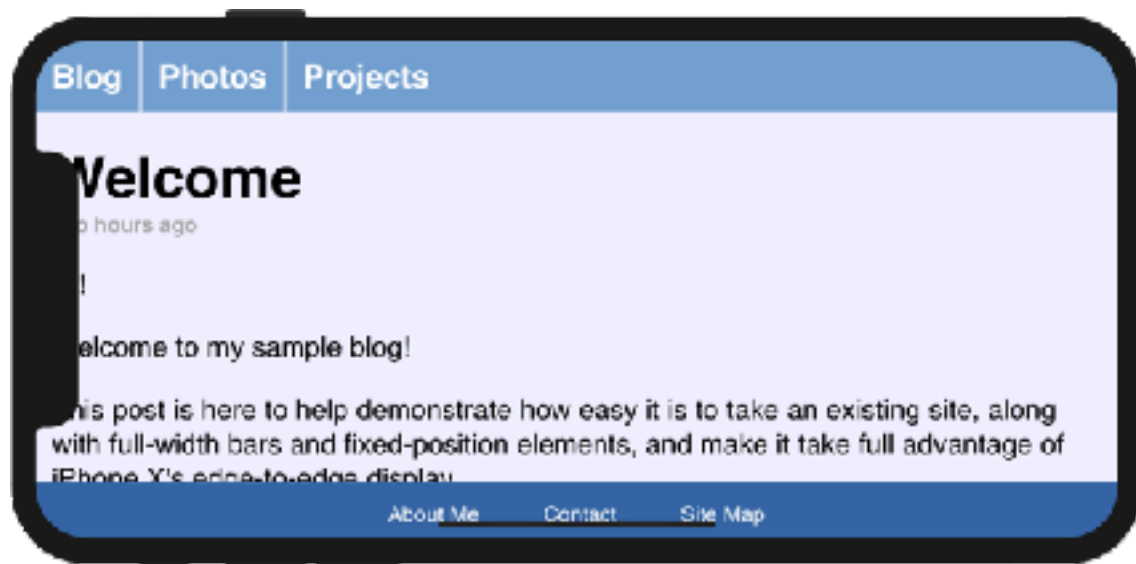 Blog Photos Projects
Welcome
hours ago
!
elcome to my sample blog!
his post is here to help demonstrate how easy it is to take an existing site, along
with full-width bars and fixed-position elements, and make it take full advantage of
iPhone X's edge-to-edge display
About Me Contact Site Map